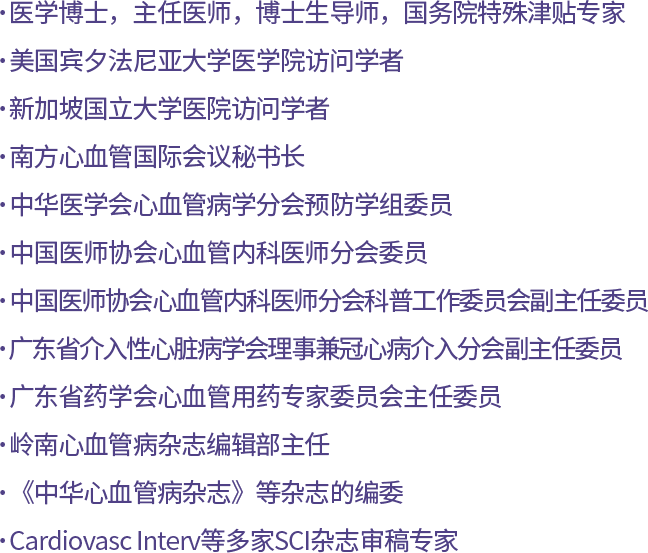 ·医学博士，主任医师，博士生导师，国务院特殊津贴专家
·美国宾夕法尼亚大学医学院访问学者
·新加坡国立大学医院访问学者
·南方心血管国际会议秘书长
·中华医学会心血管病学分会预防学组委员
·中国医师协会心血管内科医师分会委员
·中国医师协会心血管内科医师分会科普工作委员会副主任委员
·广东省介入性心脏病学会理事兼冠心病介入分会副主任委员
·广东省药学会心血管用药专家委员会主任委员
·岭南心血管病杂志编辑部主任
·《中华心血管病杂志》等杂志的编委
·Cardiovasc Interv等多家SCI杂志审稿专家